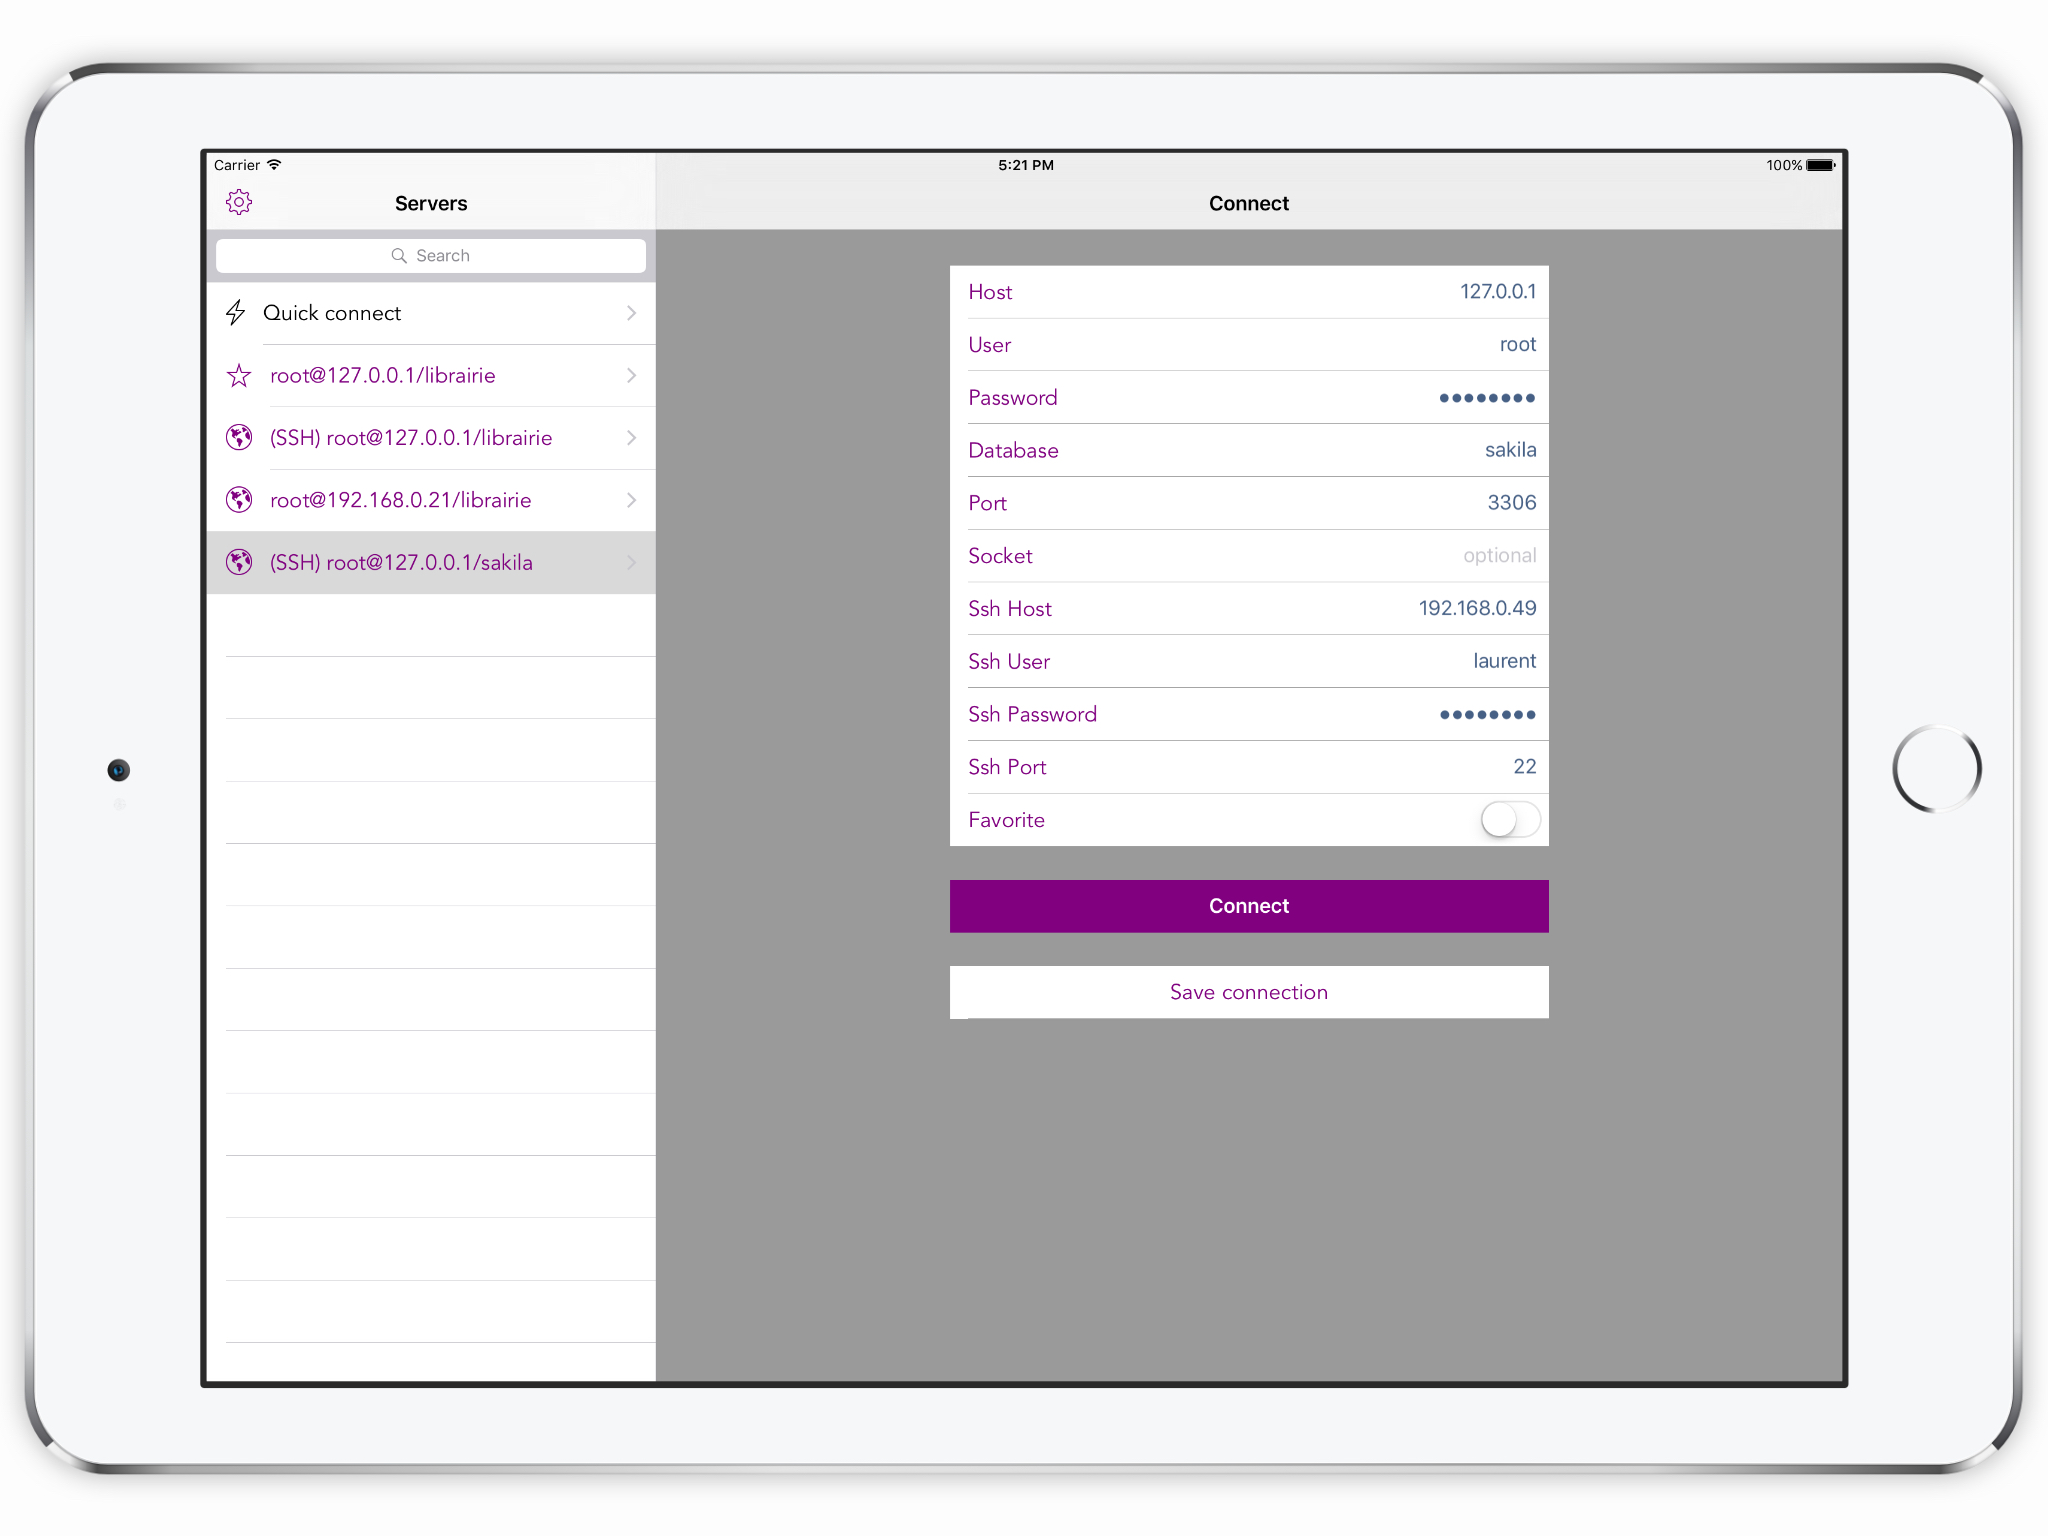 Carrier
5:21 PM
100%
Servers
Connect
Search
Quick connect
root@127.0.0.1/librairie
(SSH) root@127.0.0.1/librairie
root@192.168.0.21/librairie
(SSH) root@127.0.0.1/sakila
Host 127.0.0.1
User root
Password ••••••••
Database sakila
Port 3306
Socket optional
Ssh Host 192.168.0.49
Ssh User laurent
Ssh Password ••••••••
Ssh Port 22
Favorite
Connect
Save connection